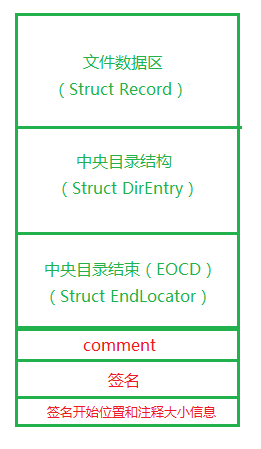 文件数据区
（Struct Record）
中央目录结构
（Struct DirEntry）
中央目录结束（EOCD）
（Struct EndLocator）
comment
签名
签名开始位置和注释大小信息